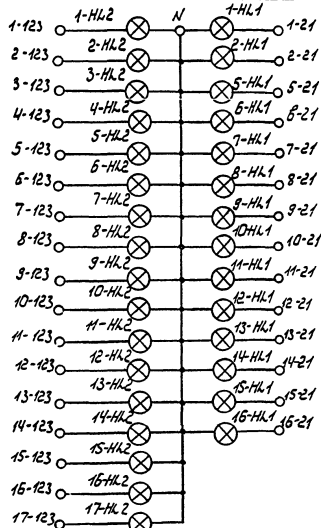 1-123 1-HL2 N 1-HL1 1-21
2-123 2-HL2 2-HL1 2-21
3-123 3-HL2 5-HL1 5-21
4-123 4-HL2 6-HL1 6-21
5-123 5-HL2 7-HL1 7-21
6-123 6-HL2 8-HL1 8-21
7-123 7-HL2 9-HL1 9-21
8-123 8-HL2 10HL1 10-21
9-123 9-HL2 11-HL1 11-21
10-123 10-HL2 12-HL1 12-21
11-123 11-HL2 13-HL1 13-21
12-123 12-HL2 14-HL1 14-21
13-123 13-HL2 15-HL1 15-21
14-123 14-HL2 16-HL1 16-21
15-123 15-HL2
16-123 16-HL2
17-123 17-HL2